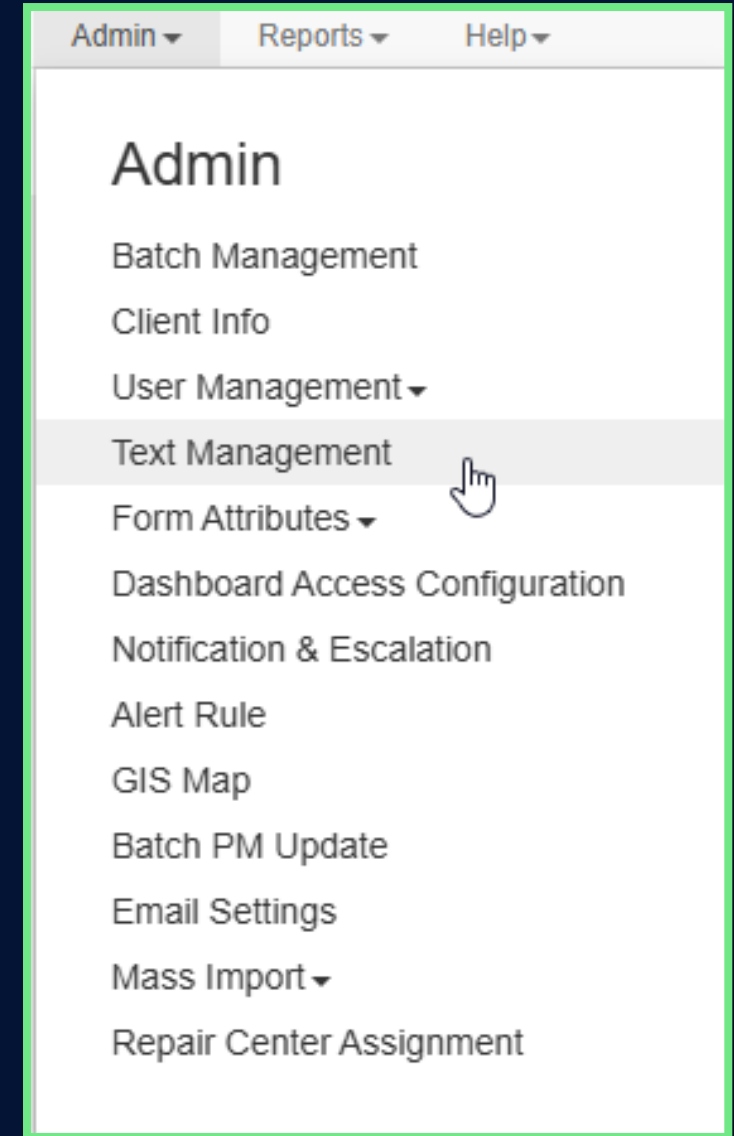 Admin Reports Help
Admin
Batch Management
Client Info
User Management
Text Management
Form Attributes
Dashboard Access Configuration
Notification & Escalation
Alert Rule
GIS Map
Batch PM Update
Email Settings
Mass Import
Repair Center Assignment